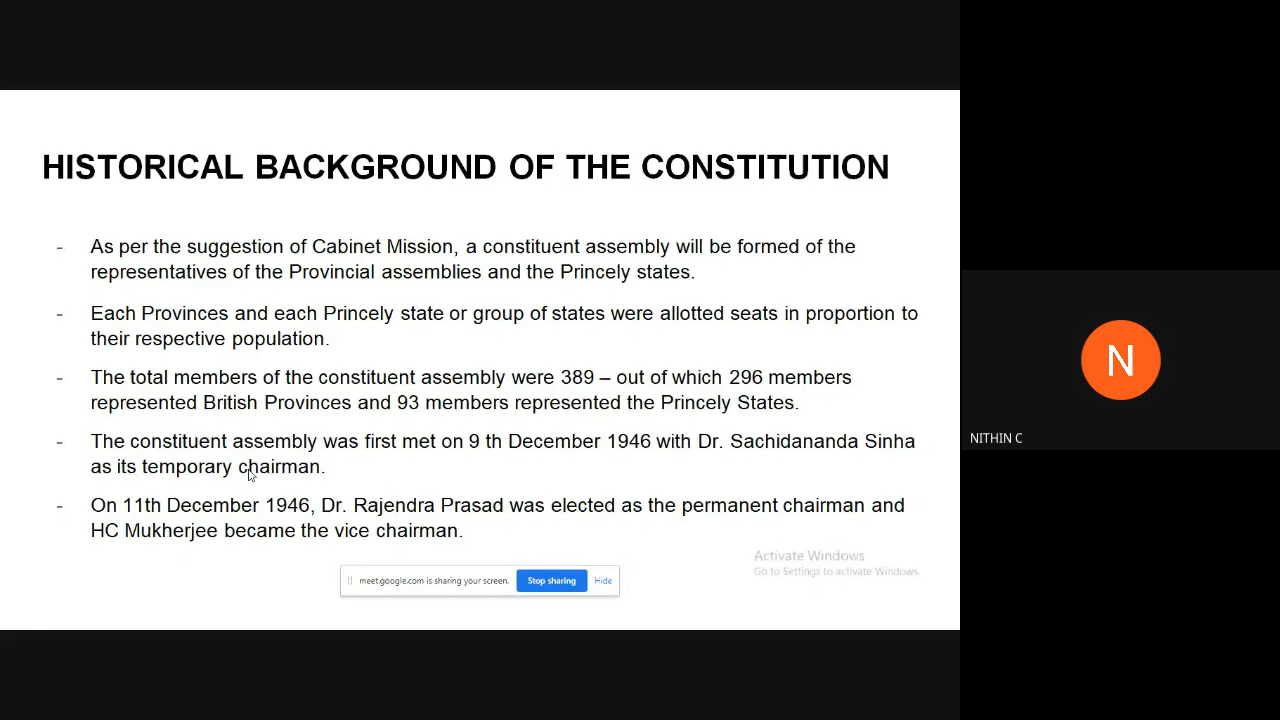 HISTORICAL BACKGROUND OF THE CONSTITUTION
- As per the suggestion of Cabinet Mission, a constituent assembly will be formed of the
representatives of the Provincial assemblies and the Princely states.
- Each Provinces and each Princely state or group of states were allotted seats in proportion to
their respective population.
- The total members of the constituent assembly were 389 – out of which 296 members
represented British Provinces and 93 members represented the Princely States.
- The constituent assembly was first met on 9 th December 1946 with Dr. Sachidananda Sinha
as its temporary chairman.
- On 11th December 1946, Dr. Rajendra Prasad was elected as the permanent chairman and
HC Mukherjee became the vice chairman.
Activate Windows
Go to Settings to activate Windows.
meet.google.com is sharing your screen. Stop sharing Hide
N
NITHIN C